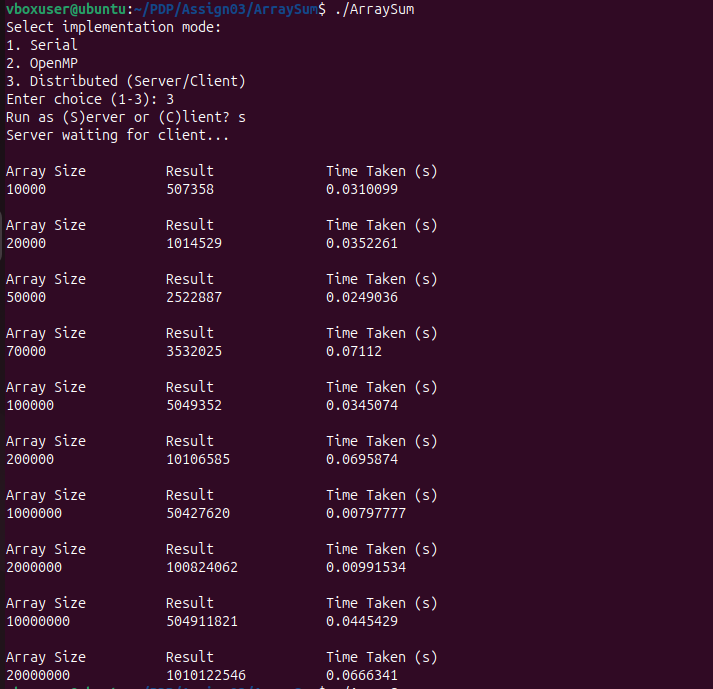 vboxuser@ubuntu:~/PDP/Assign03/ArraySum$ ./ArraySum
Select implementation mode:
1. Serial
2. OpenMP
3. Distributed (Server/Client)
Enter choice (1-3): 3
Run as (S)erver or (C)lient? s
Server waiting for client...
Array Size Result Time Taken (s)
10000 507358 0.0310099
Array Size Result Time Taken (s)
20000 1014529 0.0352261
Array Size Result Time Taken (s)
50000 2522887 0.0249036
Array Size Result Time Taken (s)
70000 3532025 0.07112
Array Size Result Time Taken (s)
100000 5049352 0.0345074
Array Size Result Time Taken (s)
200000 10106585 0.0695874
Array Size Result Time Taken (s)
1000000 50427620 0.00797777
Array Size Result Time Taken (s)
2000000 100824062 0.00991534
Array Size Result Time Taken (s)
10000000 504911821 0.0445429
Array Size Result Time Taken (s)
20000000 1010122546 0.0666341